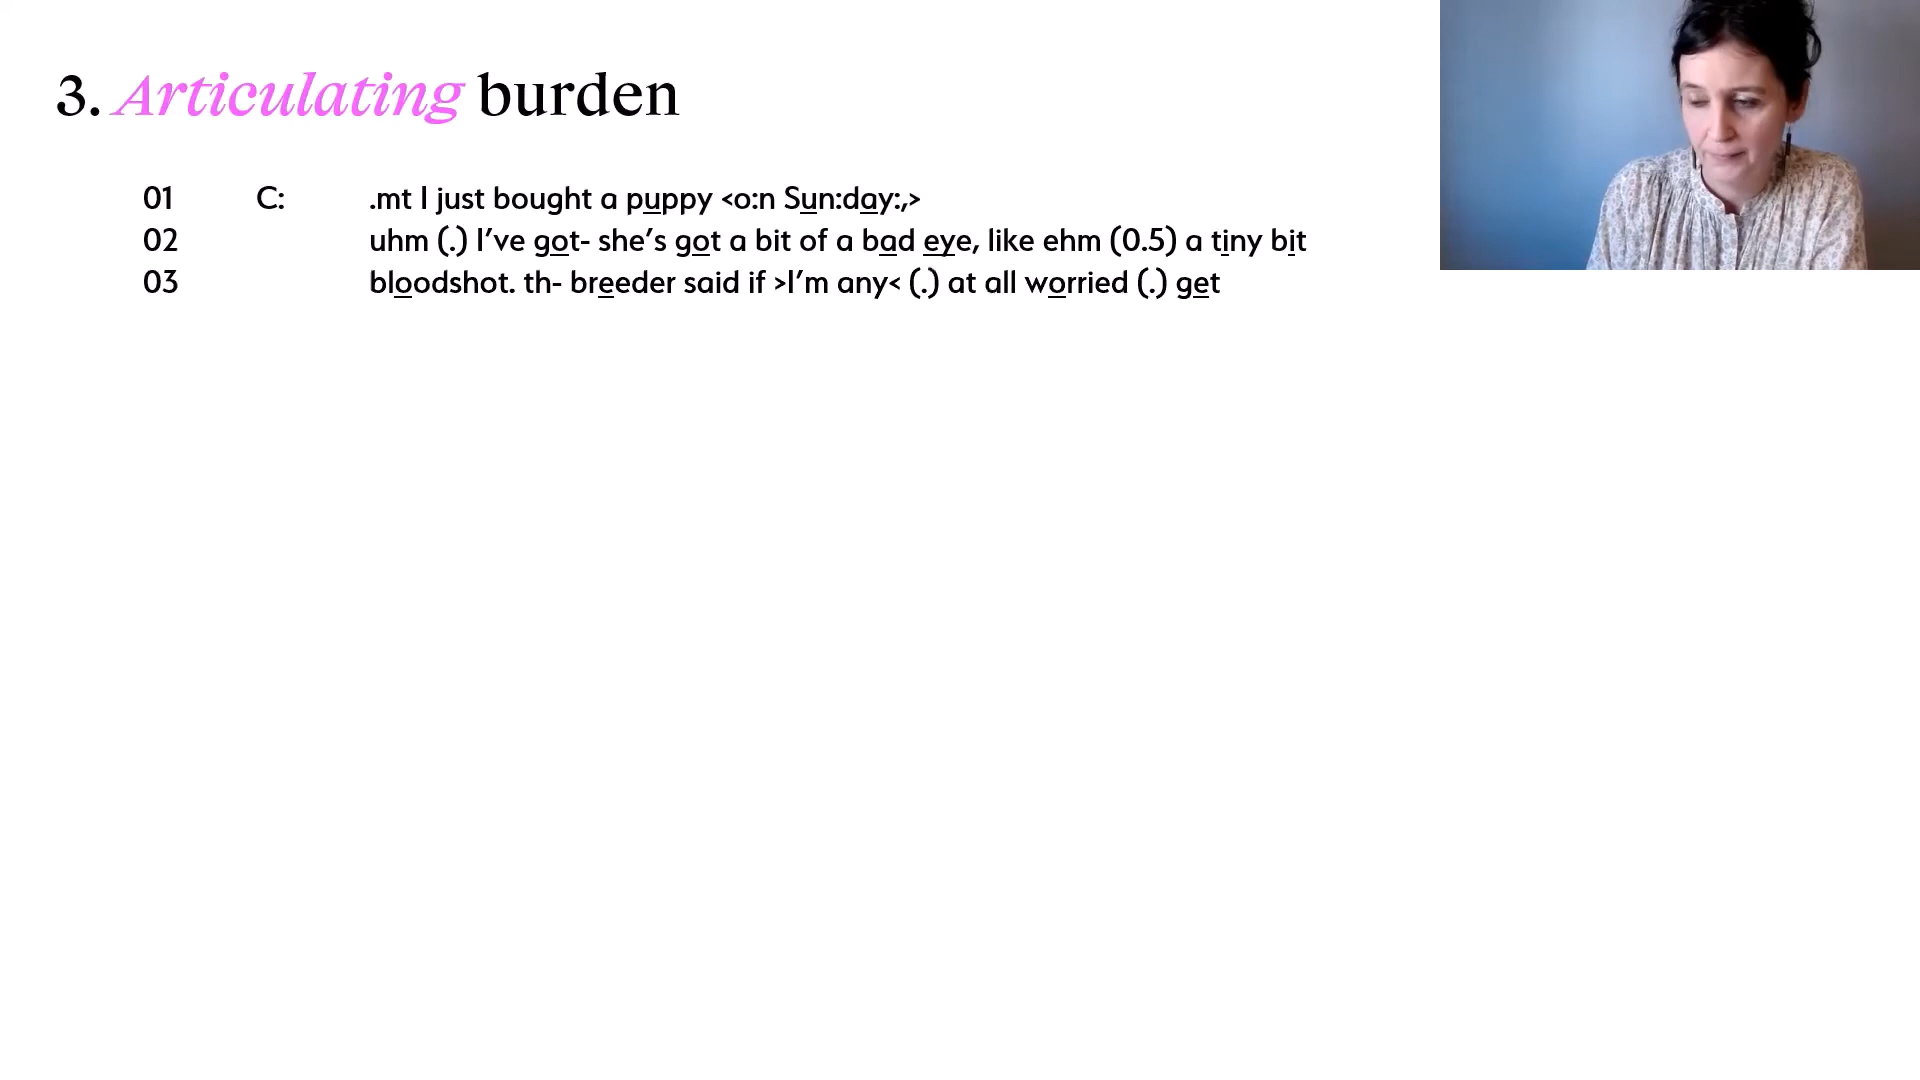 3. Articulating burden
01 C: .mt I just bought a puppy <o:n Sun:day:,>
02 uhm (.) I’ve got- she’s got a bit of a bad eye, like ehm (0.5) a tiny bit
03 bloodshot. th- breeder said if >I’m any< (.) at all worried (.) get